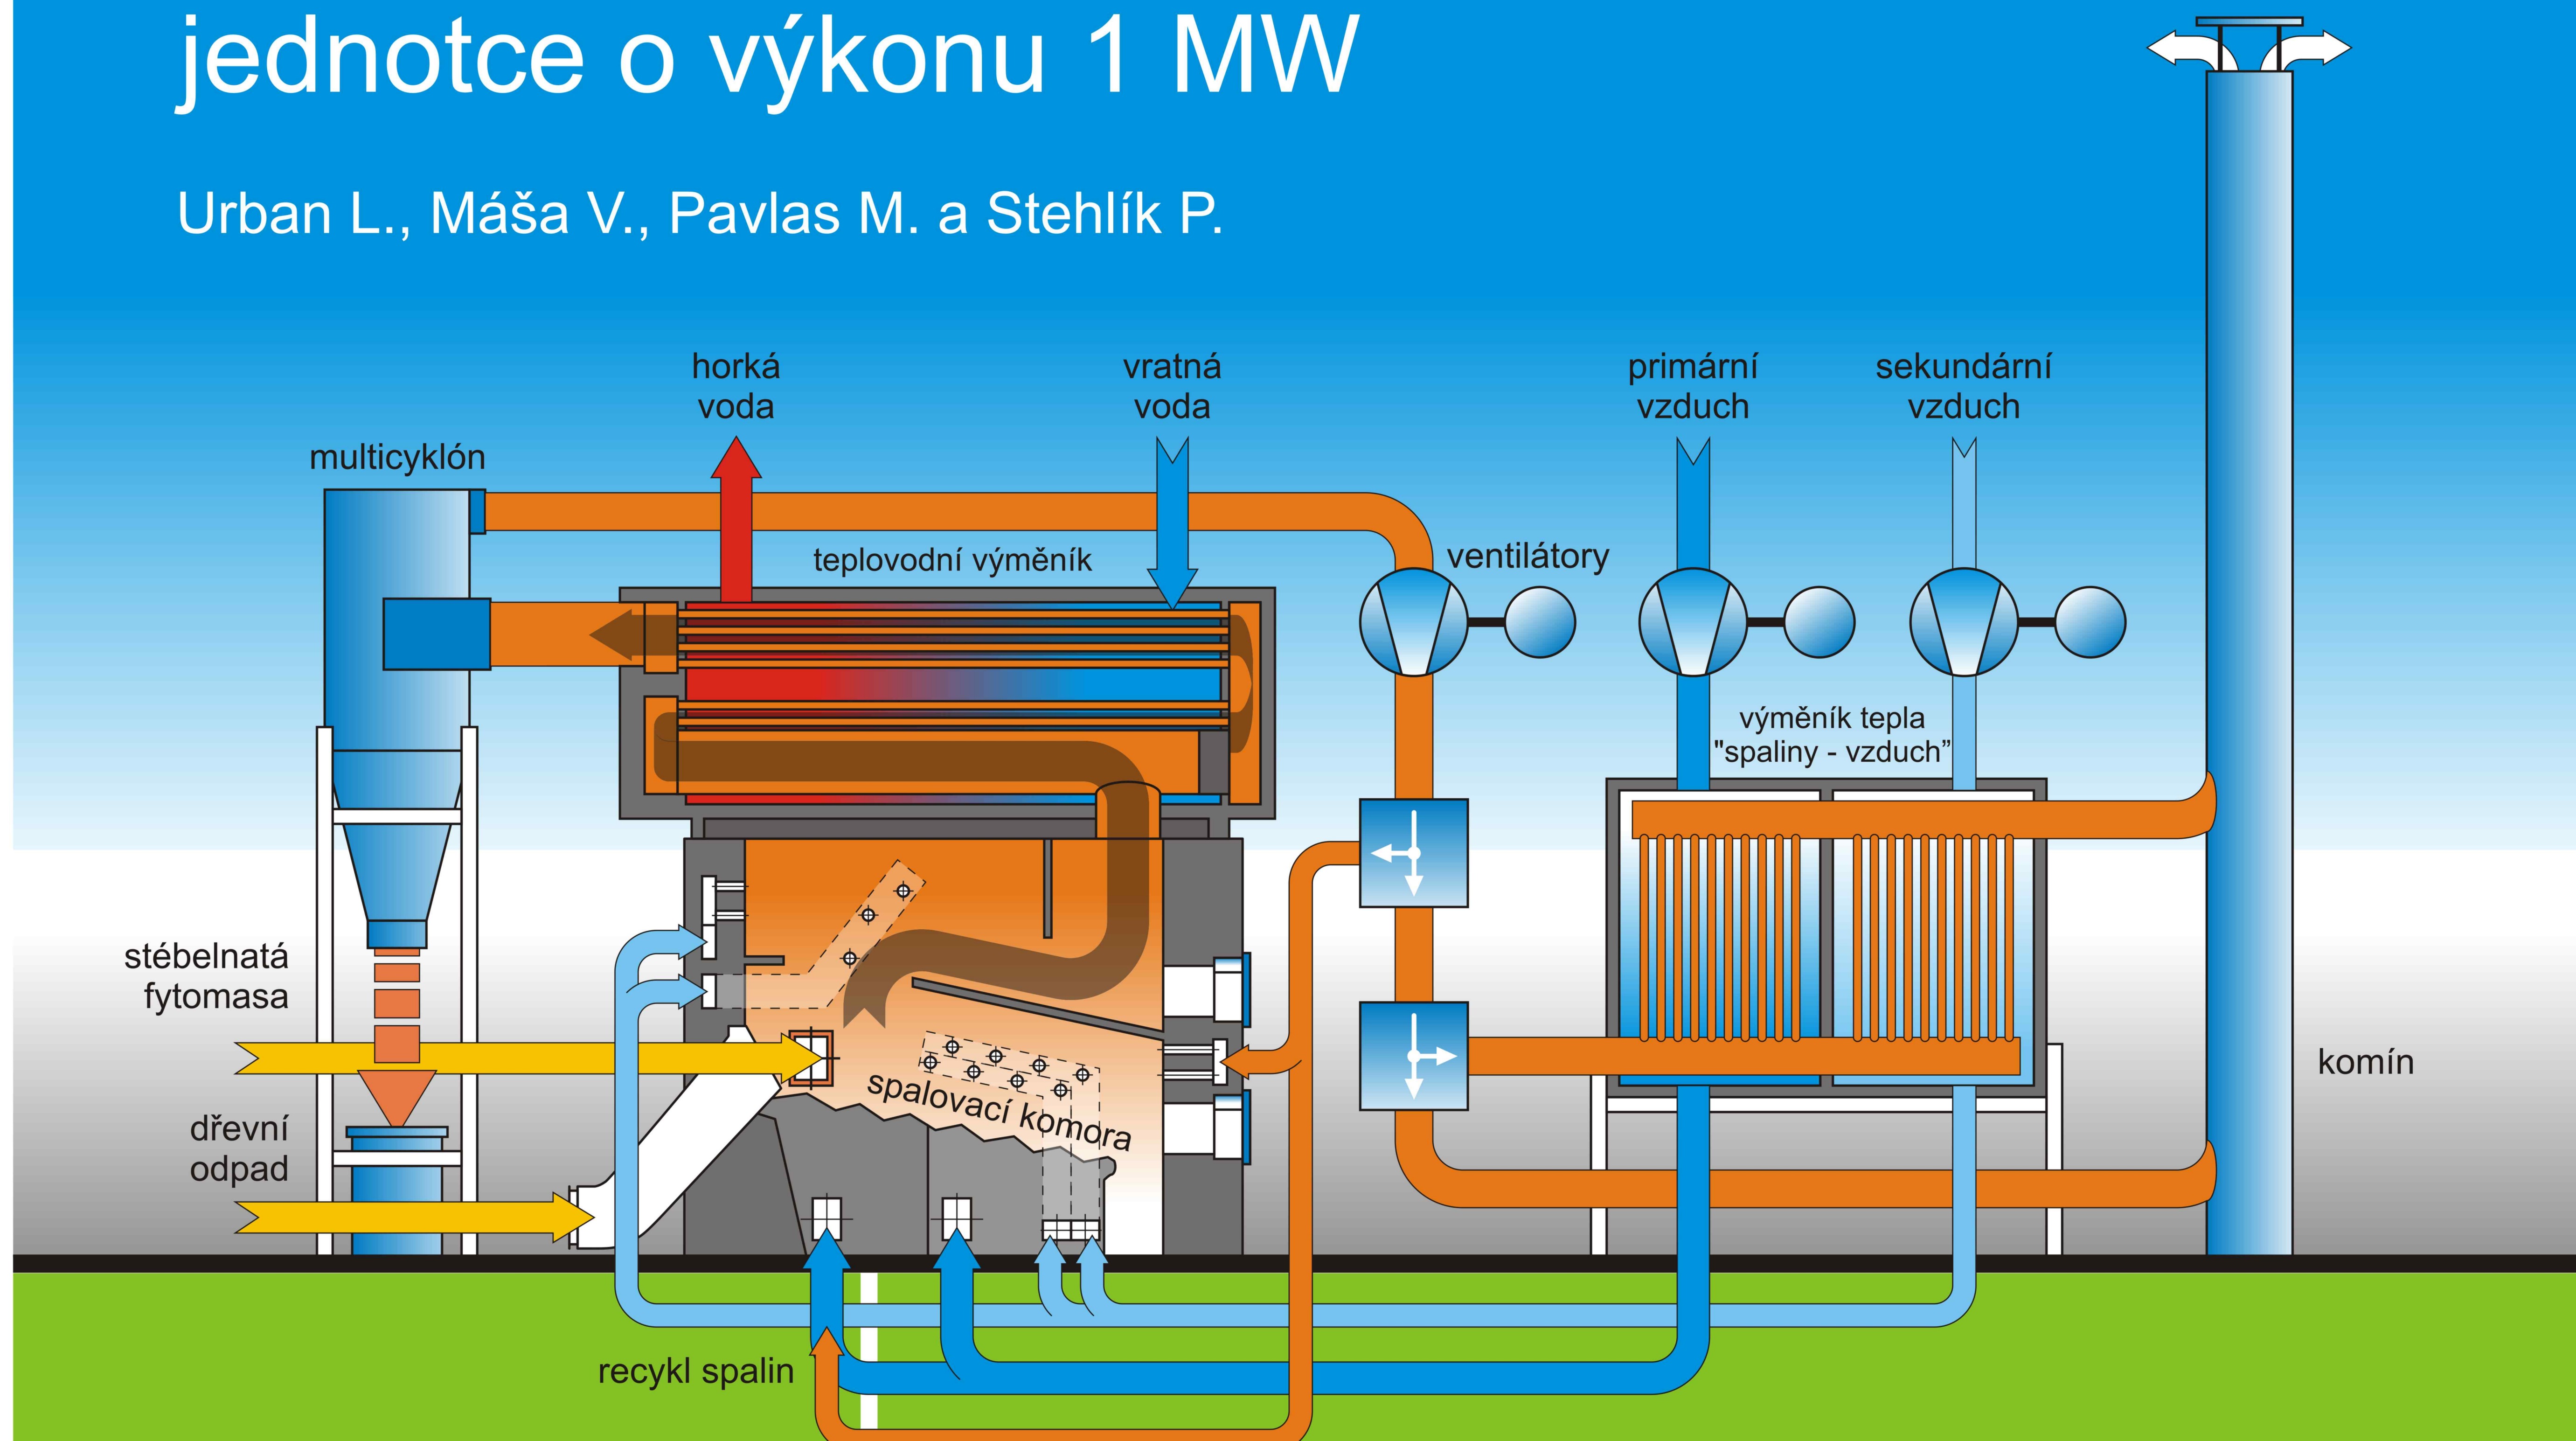 jednotce o výkonu 1 MW
Urban L., Máša V., Pavlas M. a Stehlík P.
horká
voda
vratná
voda
primární
vzduch
sekundární
vzduch
multicyklón
teplovodní výměník
ventilátory
výměník tepla
"spaliny - vzduch”
stébelnatá
fytomasa
spalovací komora
komín
dřevní
odpad
recykl spalin